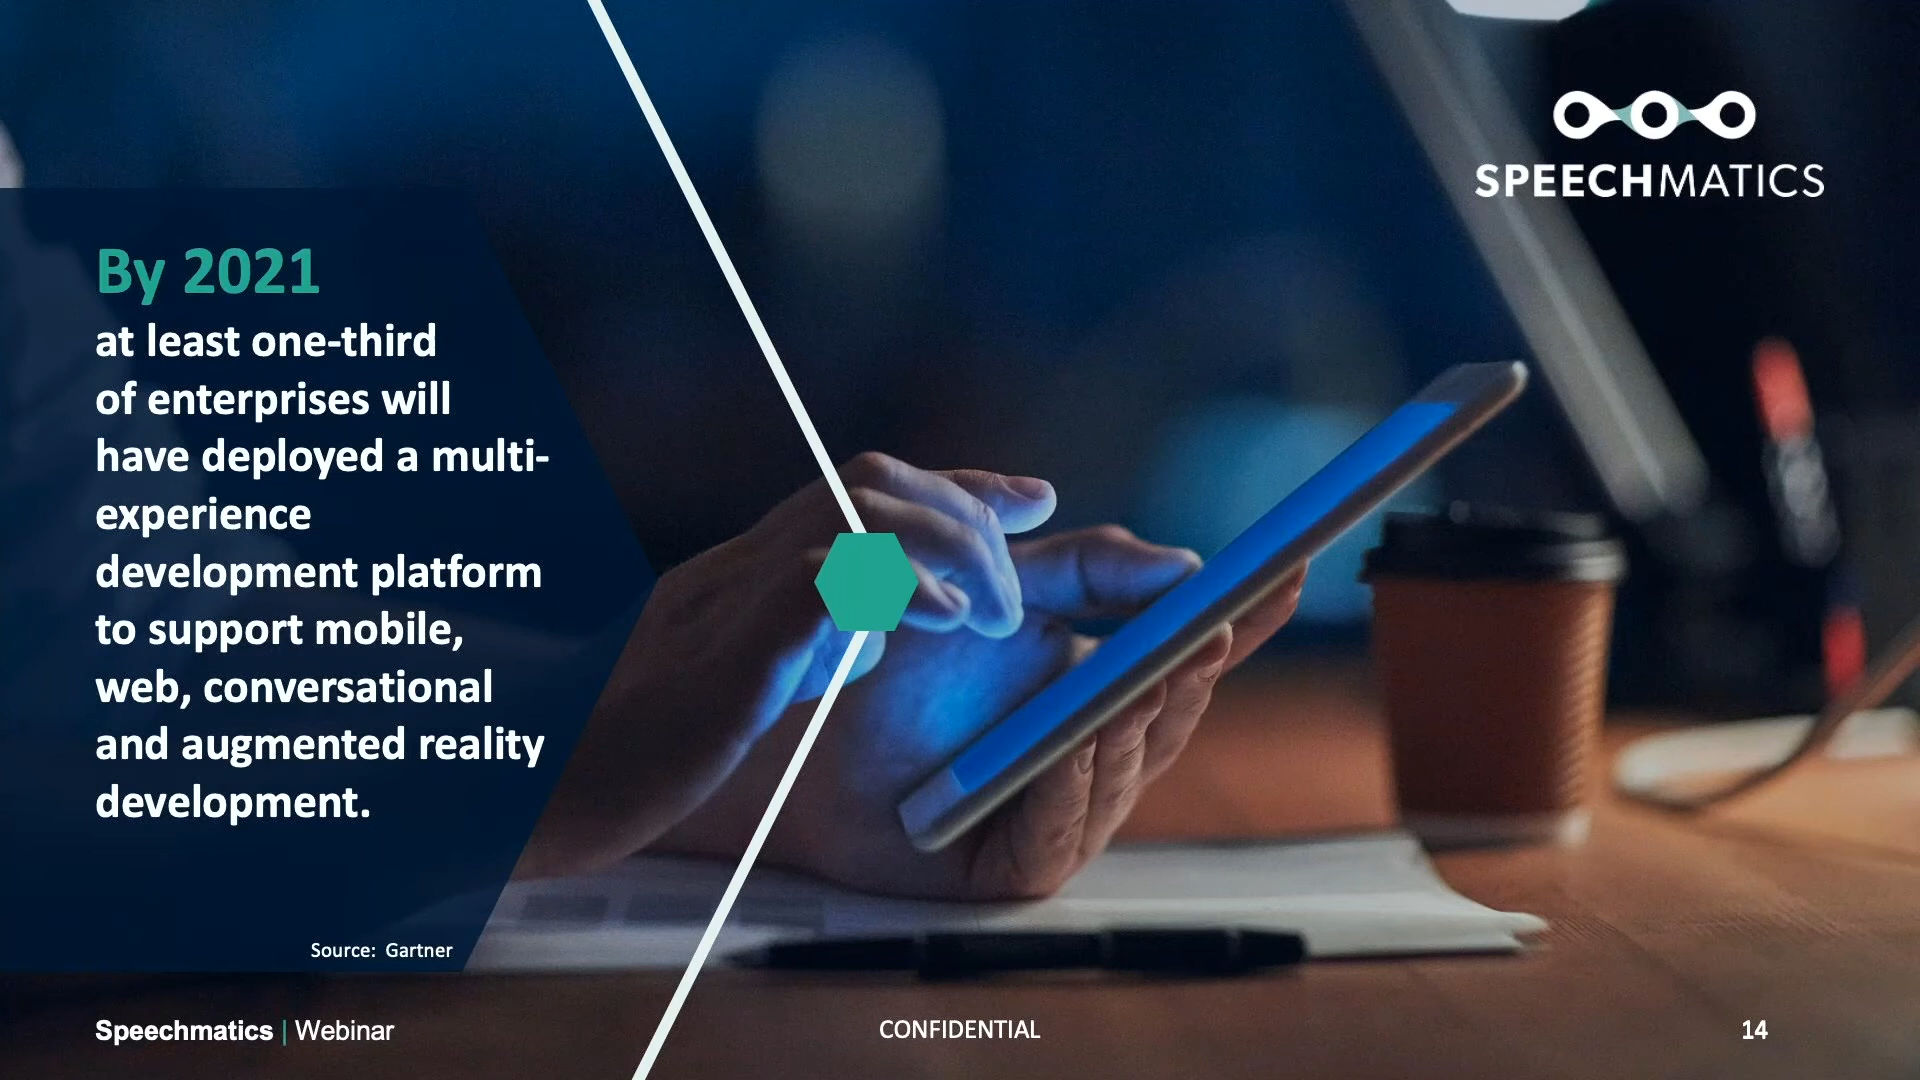 SPEECHMATICS
By 2021
at least one-third
of enterprises will
have deployed a multi-
experience
development platform
to support mobile,
web, conversational
and augmented reality
development.
Source: Gartner
Speechmatics | Webinar
CONFIDENTIAL
14